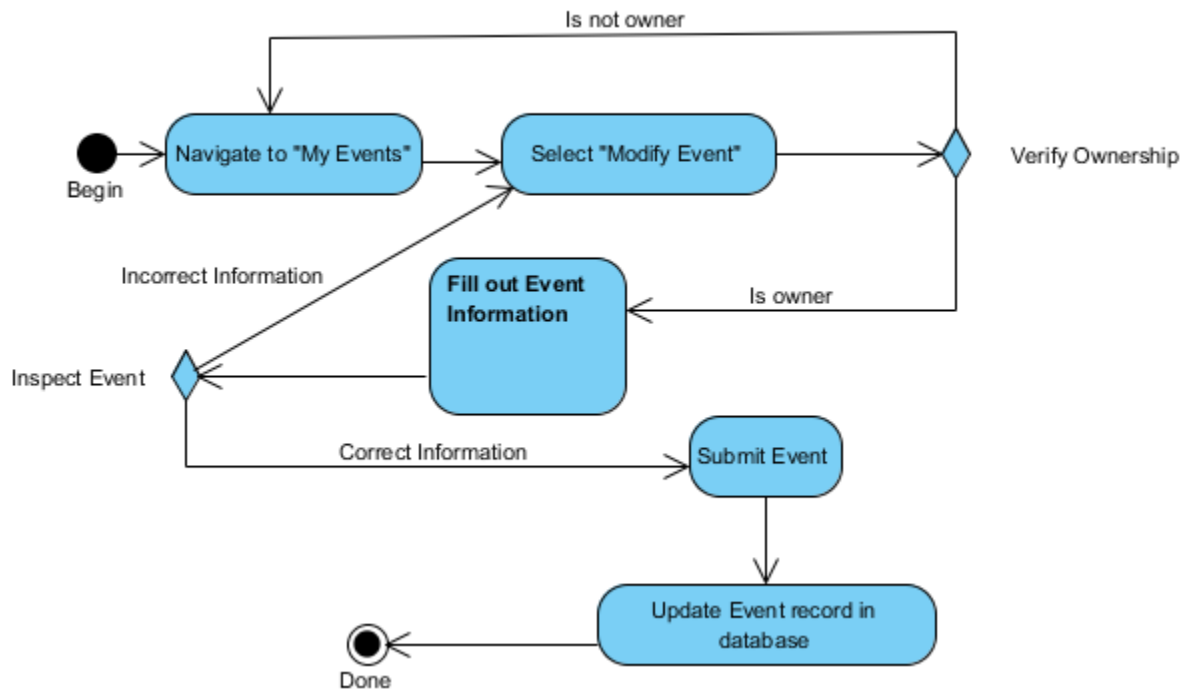 Is not owner
Navigate to "My Events"
Select "Modify Event"
Verify Ownership
Begin
Incorrect Information
Fill out Event
Information
Is owner
Inspect Event
Correct Information
Submit Event
Update Event record in
database
Done